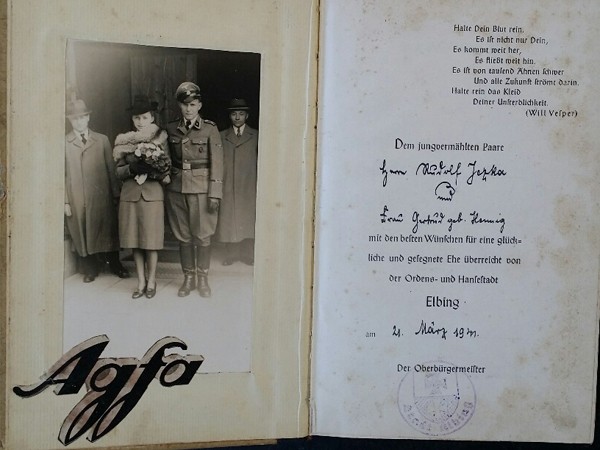 Agfa
Halte Dein Blut rein,
Es ist nicht nur Dein,
Es kommt weit her,
Es fließt weit hin.
Es ist von tausend Ahnen schwer
Und alle Zukunft strömt darin.
Halte rein das Kleid
Deiner Unsterblichkeit.
(Will Vesper)
Dem jungvermählten Paare
Herrn Rudolf Jezka
und
Frau Gertrud geb. Hennig
mit den besten Wünschen für eine glück-
liche und gesegnete Ehe überreicht von
der Ordens- und Hansestadt
Elbing
am 21. März 1941.
Der Oberbürgermeister